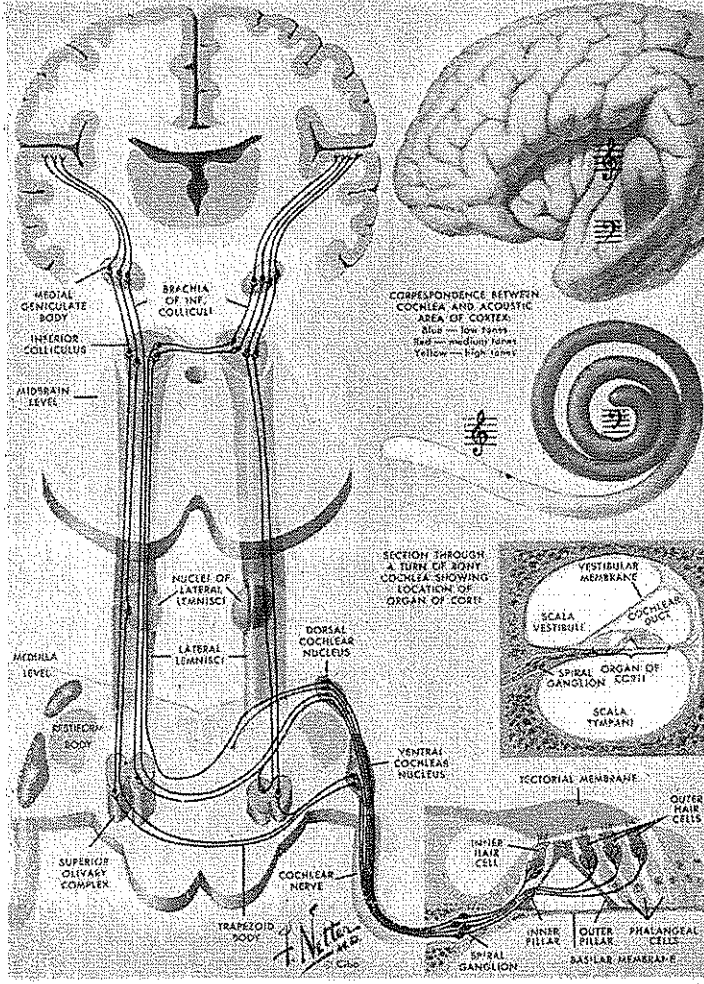 MEDIAL
GENICULATE
BODY
BRACHIA
OF INF.
COLLICULI
INFERIOR
COLLICULUS
MIDBRAIN
LEVEL
CORRESPONDENCE BETWEEN
COCHLEA AND ACOUSTIC
AREA OF CORTEX
Blue — low tones
Red — medium tones
Yellow — high tones
SECTION THROUGH
A TURN OF BONY
COCHLEA SHOWING
LOCATION OF
ORGAN OF CORTI
VESTIBULAR
MEMBRANE
COCHLEAR
DUCT
SCALA
VESTIBULI
SPIRAL
GANGLION
ORGAN OF
CORTI
SCALA
TYMPANI
NUCLEI OF
LATERAL
LEMNISCI
LATERAL
LEMNISCI
DORSAL
COCHLEAR
NUCLEUS
MEDULLA
LEVEL
RESTIFORM
BODY
VENTRAL
COCHLEAR
NUCLEUS
SUPERIOR
OLIVARY
COMPLEX
TRAPEZOID
BODY
COCHLEAR
NERVE
TECTORIAL MEMBRANE
OUTER
HAIR
CELLS
INNER
HAIR
CELL
INNER
PILLAR
OUTER
PILLAR
PHALANGEAL
CELLS
BASILAR MEMBRANE
SPIRAL
GANGLION
F. Netter
M.D.
© CIBA